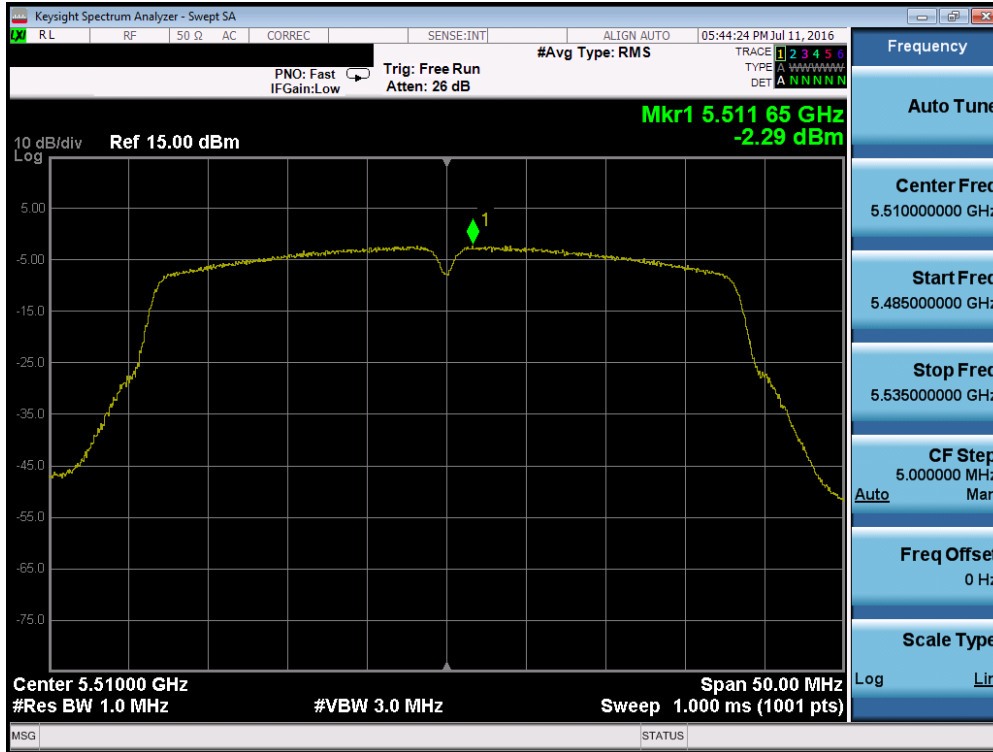 Keysight Spectrum Analyzer - Swept SA
LXI RL RF 50 Ω AC CORREC SENSE:INT ALIGN AUTO 05:44:24 PM Jul 11, 2016
#Avg Type: RMS
TRACE 1 2 3 4 5 6
TYPE A WWWWW
DET A N N N N N
PNO: Fast
IFGain:Low
Trig: Free Run
Atten: 26 dB
Mkr1 5.511 65 GHz
-2.29 dBm
10 dB/div Ref 15.00 dBm
Log
1
5.00
-5.00
-15.0
-25.0
-35.0
-45.0
-55.0
-65.0
-75.0
Center 5.51000 GHz Span 50.00 MHz
#Res BW 1.0 MHz #VBW 3.0 MHz Sweep 1.000 ms (1001 pts)
MSG STATUS
Frequency
Auto Tune
Center Freq
5.510000000 GHz
Start Freq
5.485000000 GHz
Stop Freq
5.535000000 GHz
CF Step
5.000000 MHz
Auto Man
Freq Offset
0 Hz
Scale Type
Log Lin